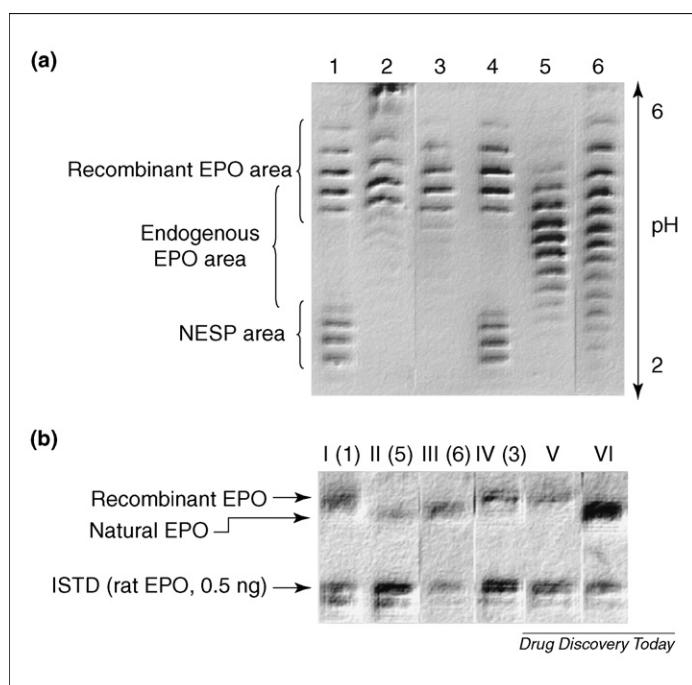 (a)
1 2 3 4 5 6
Recombinant EPO area
Endogenous
EPO area
NESP area
6
pH
2
(b)
I (1) II (5) III (6) IV (3) V VI
Recombinant EPO
Natural EPO
ISTD (rat EPO, 0.5 ng)
Drug Discovery Today